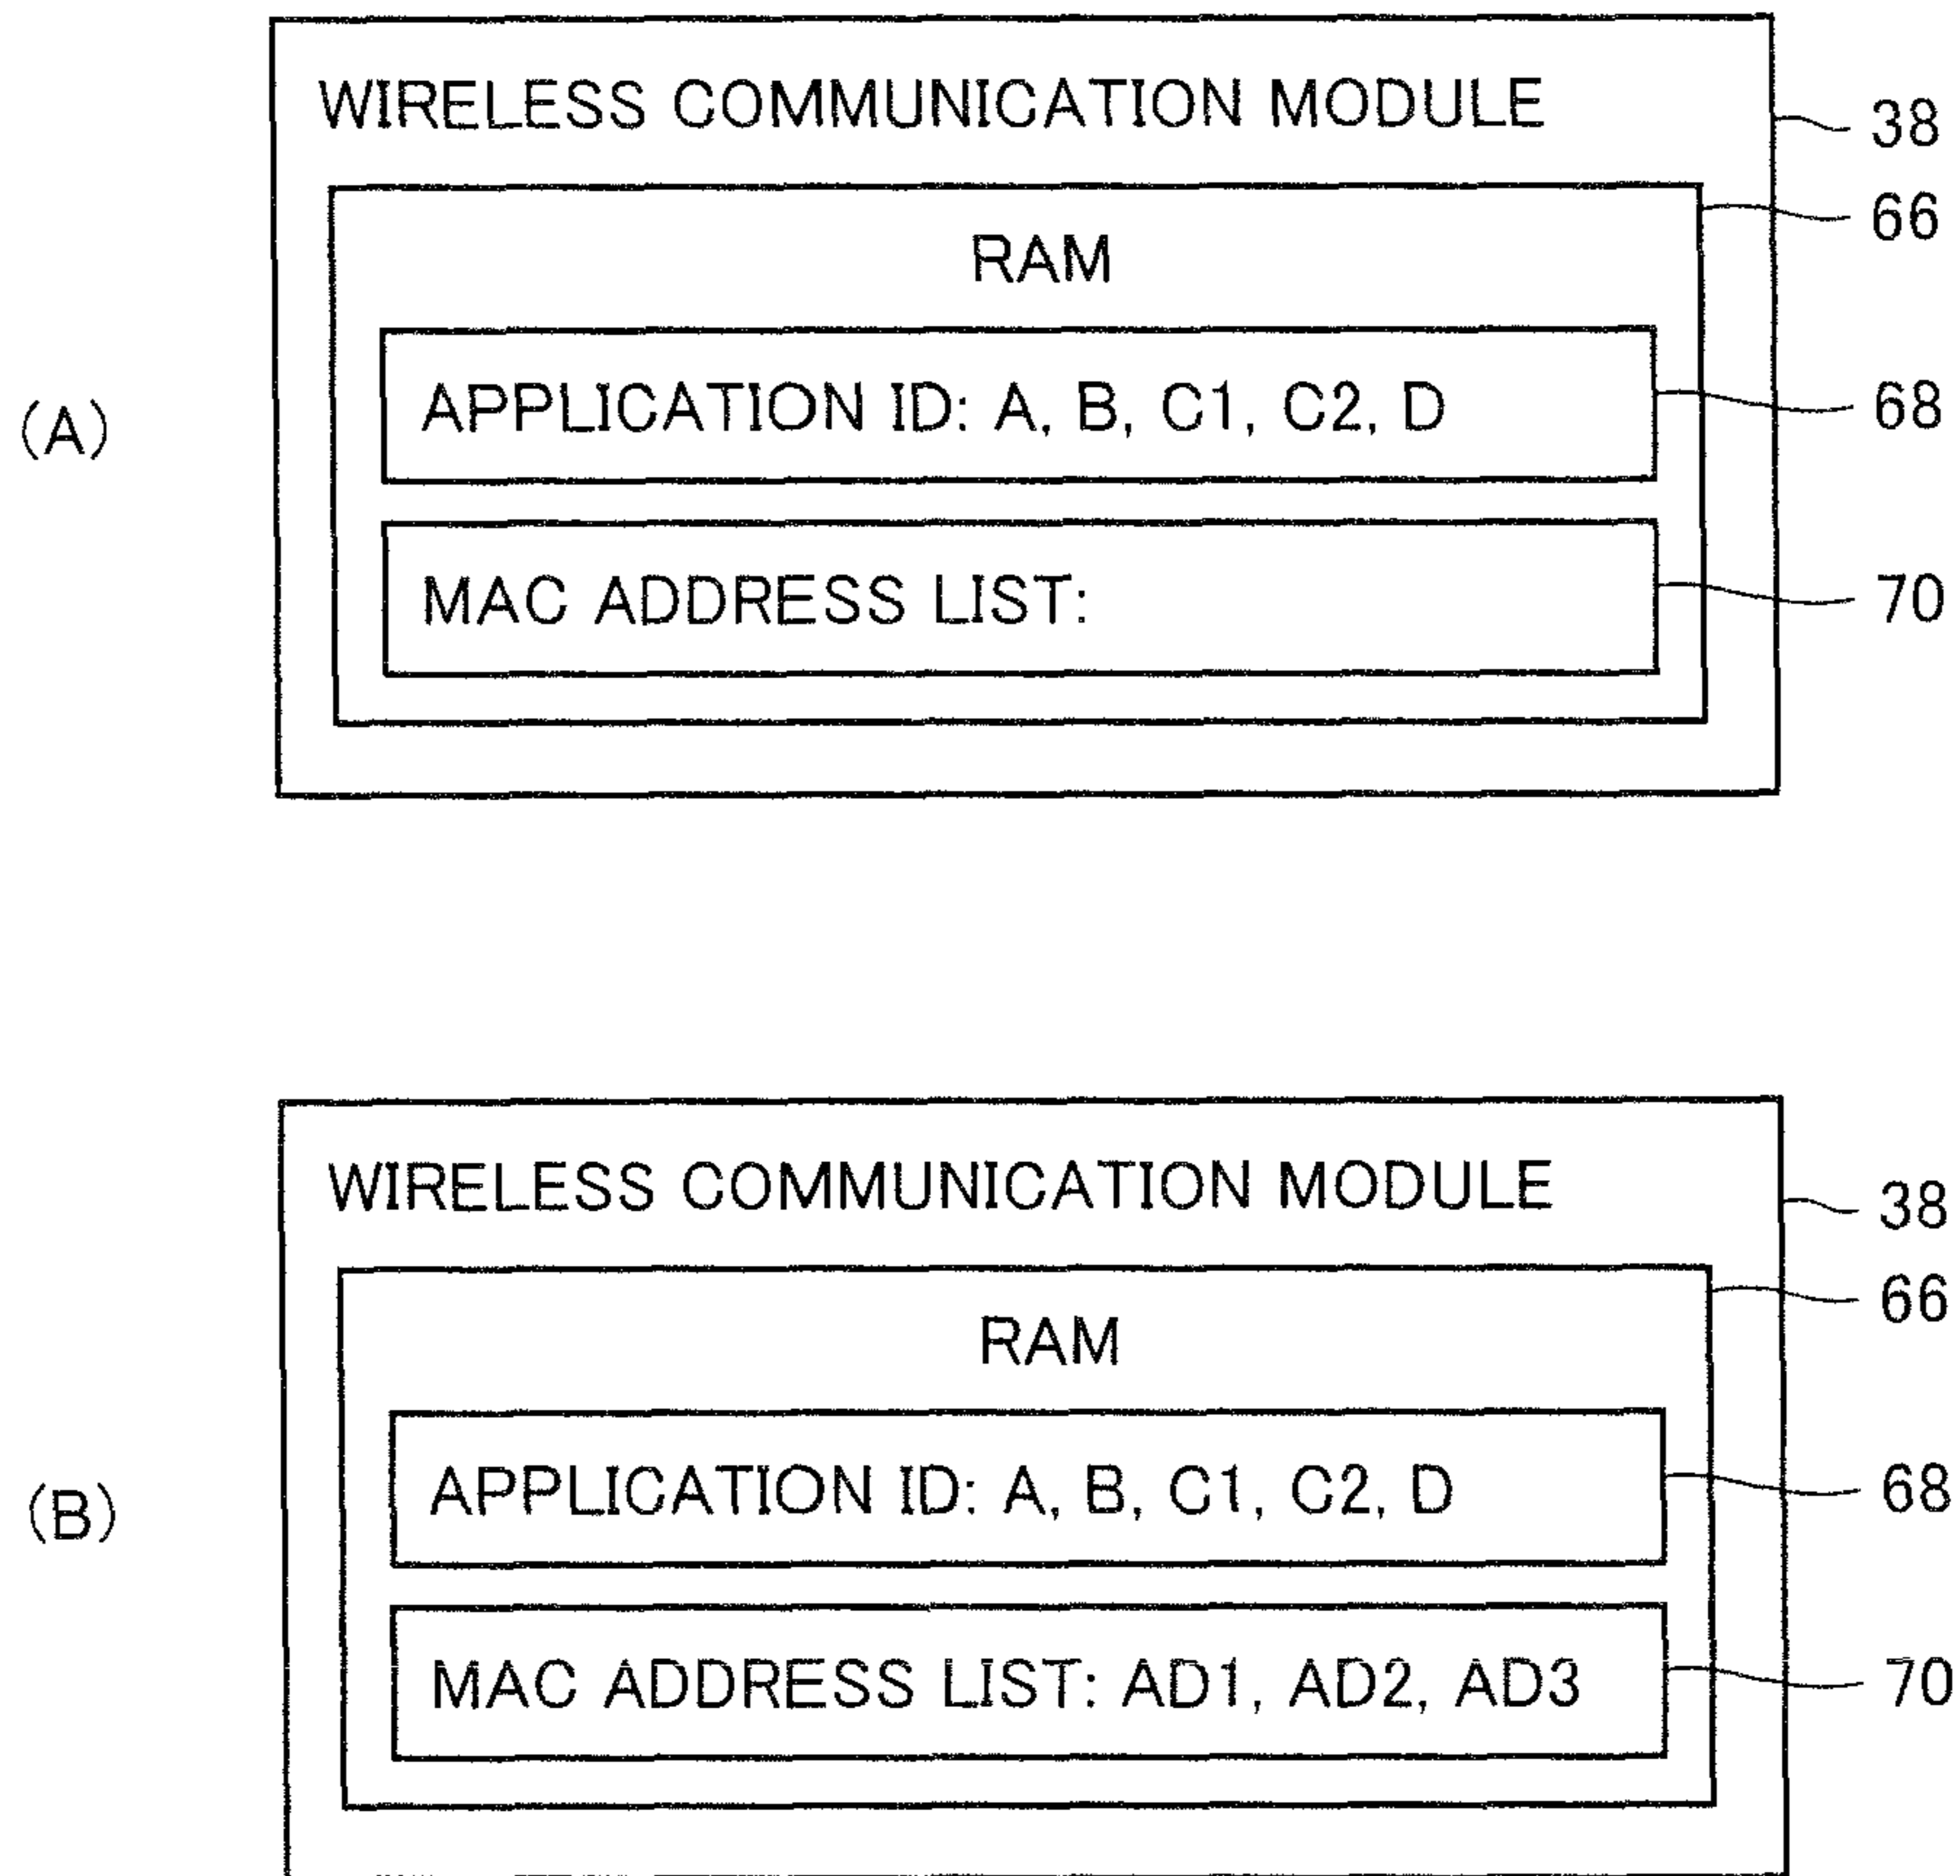 (A)
WIRELESS COMMUNICATION MODULE
38
66
RAM
APPLICATION ID: A, B, C1, C2, D
68
MAC ADDRESS LIST:
70
(B)
WIRELESS COMMUNICATION MODULE
38
66
RAM
APPLICATION ID: A, B, C1, C2, D
68
MAC ADDRESS LIST: AD1, AD2, AD3
70